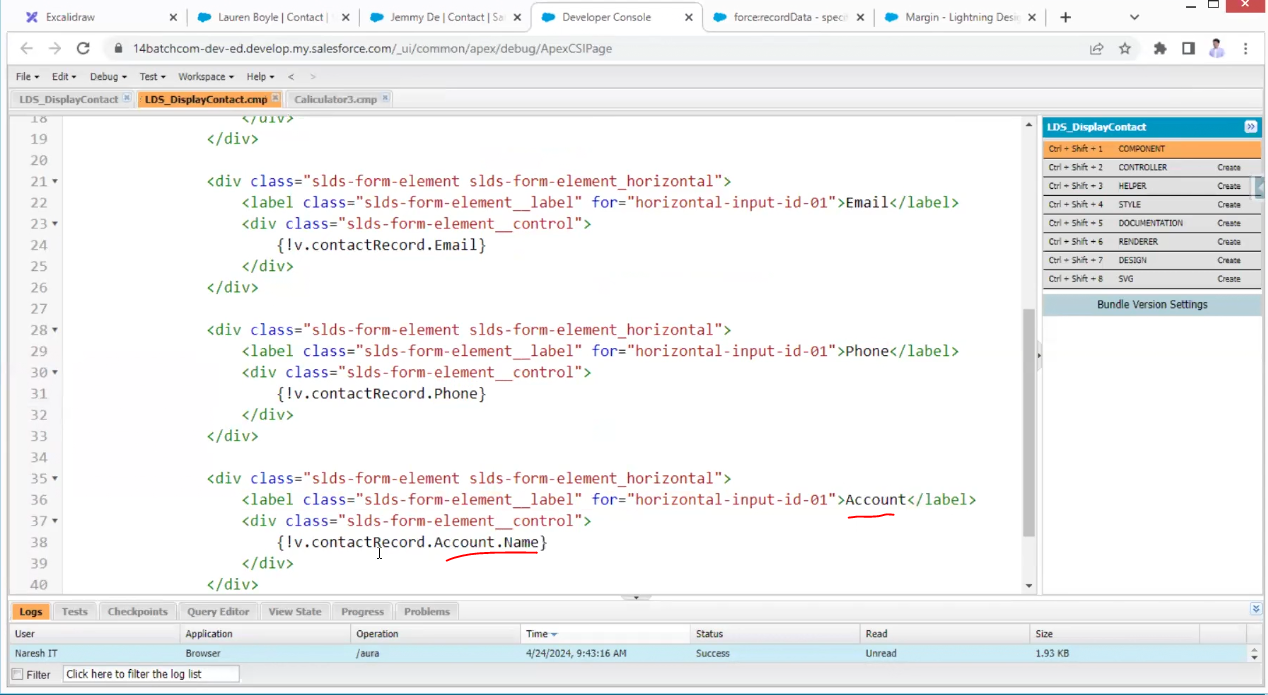 Excalidraw
Lauren Boyle | Contact |
Jemmy De | Contact | Sa
Developer Console
force:recordData - specif
Margin - Lightning Desi
14batchcom-dev-ed.develop.my.salesforce.com/_ui/common/apex/debug/ApexCSIPage
File Edit Debug Test Workspace Help < >
LDS_DisplayContact
LDS_DisplayContact.cmp
Caliculator3.cmp
18 </div>
19 </div>
20
21 <div class="slds-form-element slds-form-element_horizontal">
22 <label class="slds-form-element__label" for="horizontal-input-id-01">Email</label>
23 <div class="slds-form-element__control">
24 {!v.contactRecord.Email}
25 </div>
26 </div>
27
28 <div class="slds-form-element slds-form-element_horizontal">
29 <label class="slds-form-element__label" for="horizontal-input-id-01">Phone</label>
30 <div class="slds-form-element__control">
31 {!v.contactRecord.Phone}
32 </div>
33 </div>
34
35 <div class="slds-form-element slds-form-element_horizontal">
36 <label class="slds-form-element__label" for="horizontal-input-id-01">Account</label>
37 <div class="slds-form-element__control">
38 {!v.contactRecord.Account.Name}
39 </div>
40 </div>
LDS_DisplayContact
Ctrl + Shift + 1 COMPONENT
Ctrl + Shift + 2 CONTROLLER Create
Ctrl + Shift + 3 HELPER Create
Ctrl + Shift + 4 STYLE Create
Ctrl + Shift + 5 DOCUMENTATION Create
Ctrl + Shift + 6 RENDERER Create
Ctrl + Shift + 7 DESIGN Create
Ctrl + Shift + 8 SVG Create
Bundle Version Settings
Logs Tests Checkpoints Query Editor View State Progress Problems
User Application Operation Time Status Read Size
Naresh IT Browser /aura 4/24/2024, 9:43:16 AM Success Unread 1.93 KB
Filter Click here to filter the log list